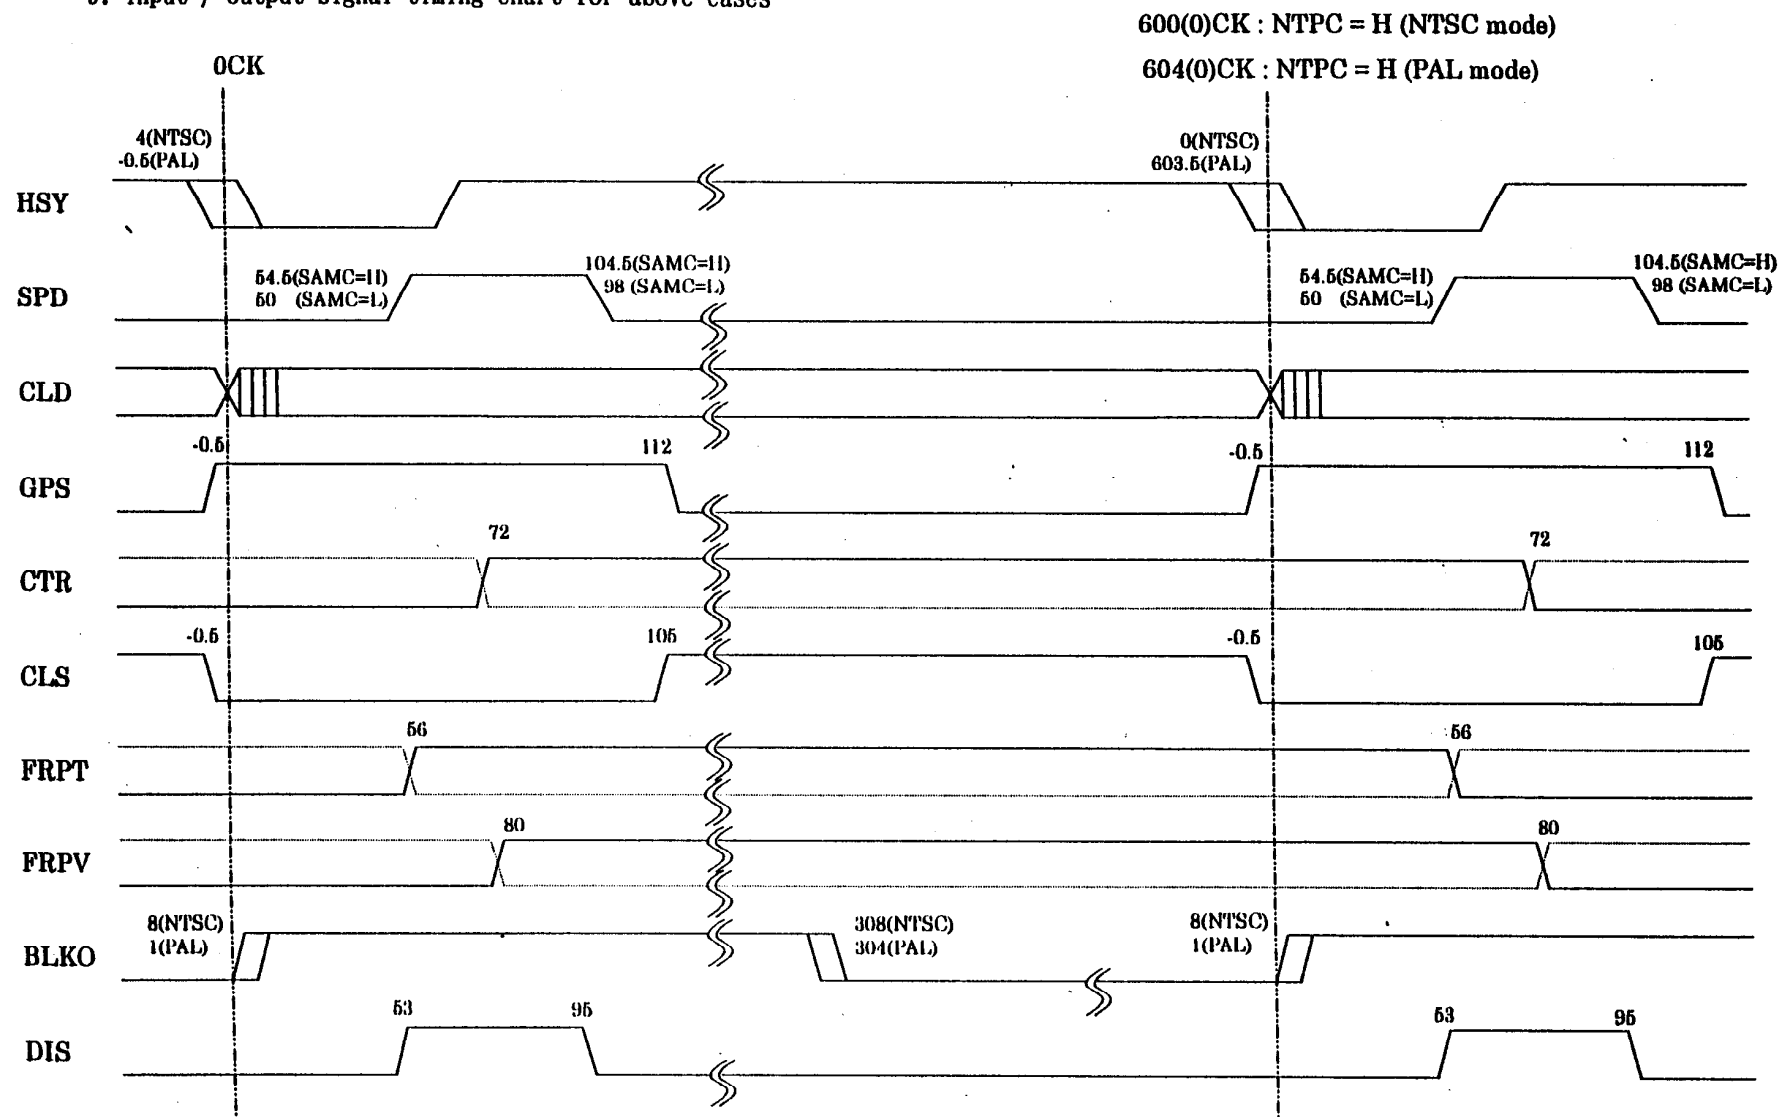 600(0)CK : NTPC = H (NTSC mode)
0CK
604(0)CK : NTPC = H (PAL mode)
4(NTSC)
-0.5(PAL)
0(NTSC)
603.5(PAL)
HSY
54.5(SAMC=H)
50 (SAMC=L)
104.5(SAMC=H)
98 (SAMC=L)
54.5(SAMC=H)
50 (SAMC=L)
104.5(SAMC=H)
98 (SAMC=L)
SPD
CLD
-0.5
112
-0.5
112
GPS
72
72
CTR
-0.5
105
-0.5
105
CLS
56
56
FRPT
80
80
FRPV
8(NTSC)
1(PAL)
308(NTSC)
304(PAL)
8(NTSC)
1(PAL)
BLKO
53
95
53
95
DIS